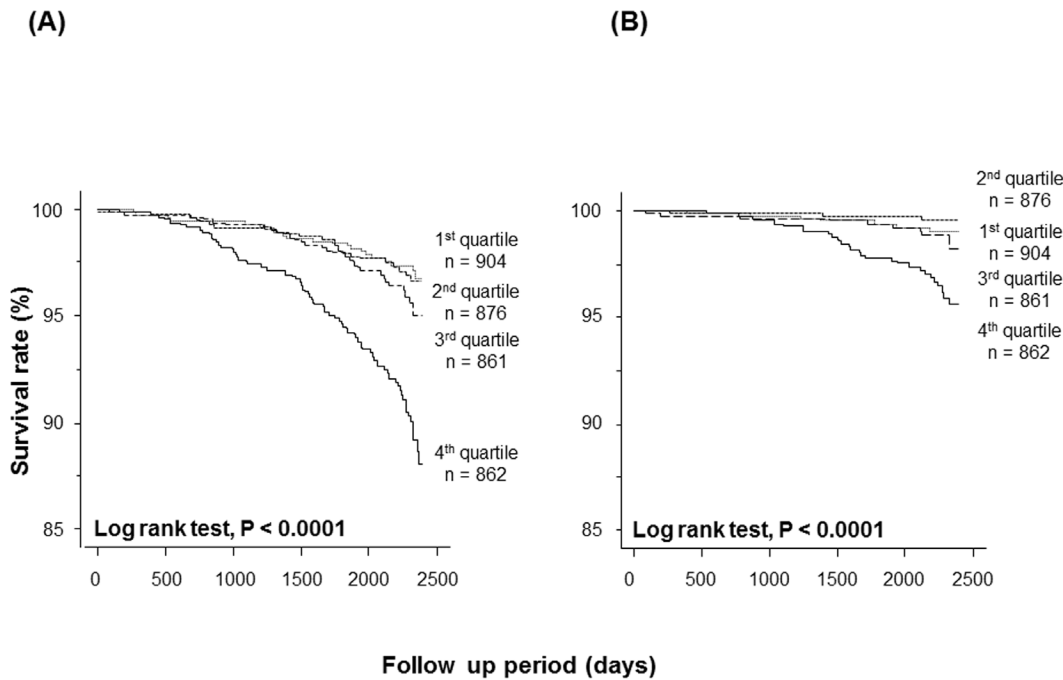 (A)
(B)
Survival rate (%)
100
95
90
85
1st quartile
n = 904
2nd quartile
n = 876
3rd quartile
n = 861
4th quartile
n = 862
Log rank test, P < 0.0001
0 500 1000 1500 2000 2500
100
95
90
85
2nd quartile
n = 876
1st quartile
n = 904
3rd quartile
n = 861
4th quartile
n = 862
Log rank test, P < 0.0001
0 500 1000 1500 2000 2500
Follow up period (days)